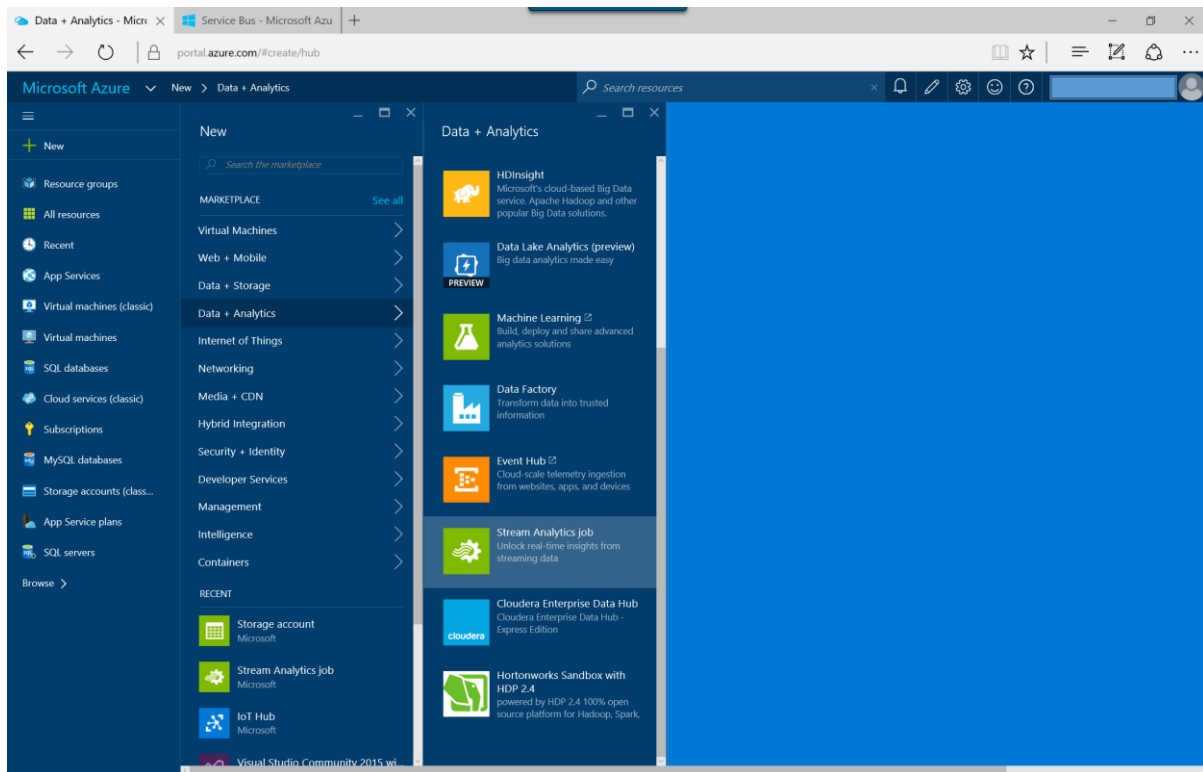 Data + Analytics - Micr
Service Bus - Microsoft Azu
portal.azure.com/#create/hub
Microsoft Azure
New > Data + Analytics
Search resources
New
Resource groups
All resources
Recent
App Services
Virtual machines (classic)
Virtual machines
SQL databases
Cloud services (classic)
Subscriptions
MySQL databases
Storage accounts (class...
App Service plans
SQL servers
Browse >
New
Search the marketplace
MARKETPLACE See all
Virtual Machines
Web + Mobile
Data + Storage
Data + Analytics
Internet of Things
Networking
Media + CDN
Hybrid Integration
Security + Identity
Developer Services
Management
Intelligence
Containers
RECENT
Storage account
Microsoft
Stream Analytics job
Microsoft
IoT Hub
Microsoft
Visual Studio Community 2015 wi...
Data + Analytics
HDInsight
Microsoft's cloud-based Big Data
service. Apache Hadoop and other
popular Big Data solutions.
Data Lake Analytics (preview)
Big data analytics made easy
PREVIEW
Machine Learning
Build, deploy and share advanced
analytics solutions
Data Factory
Transform data into trusted
information
Event Hub
Cloud-scale telemetry ingestion
from websites, apps, and devices
Stream Analytics job
Unlock real-time insights from
streaming data
Cloudera Enterprise Data Hub
Cloudera Enterprise Data Hub -
Express Edition
cloudera
Hortonworks Sandbox with
HDP 2.4
powered by HDP 2.4 100% open
source platform for Hadoop, Spark,